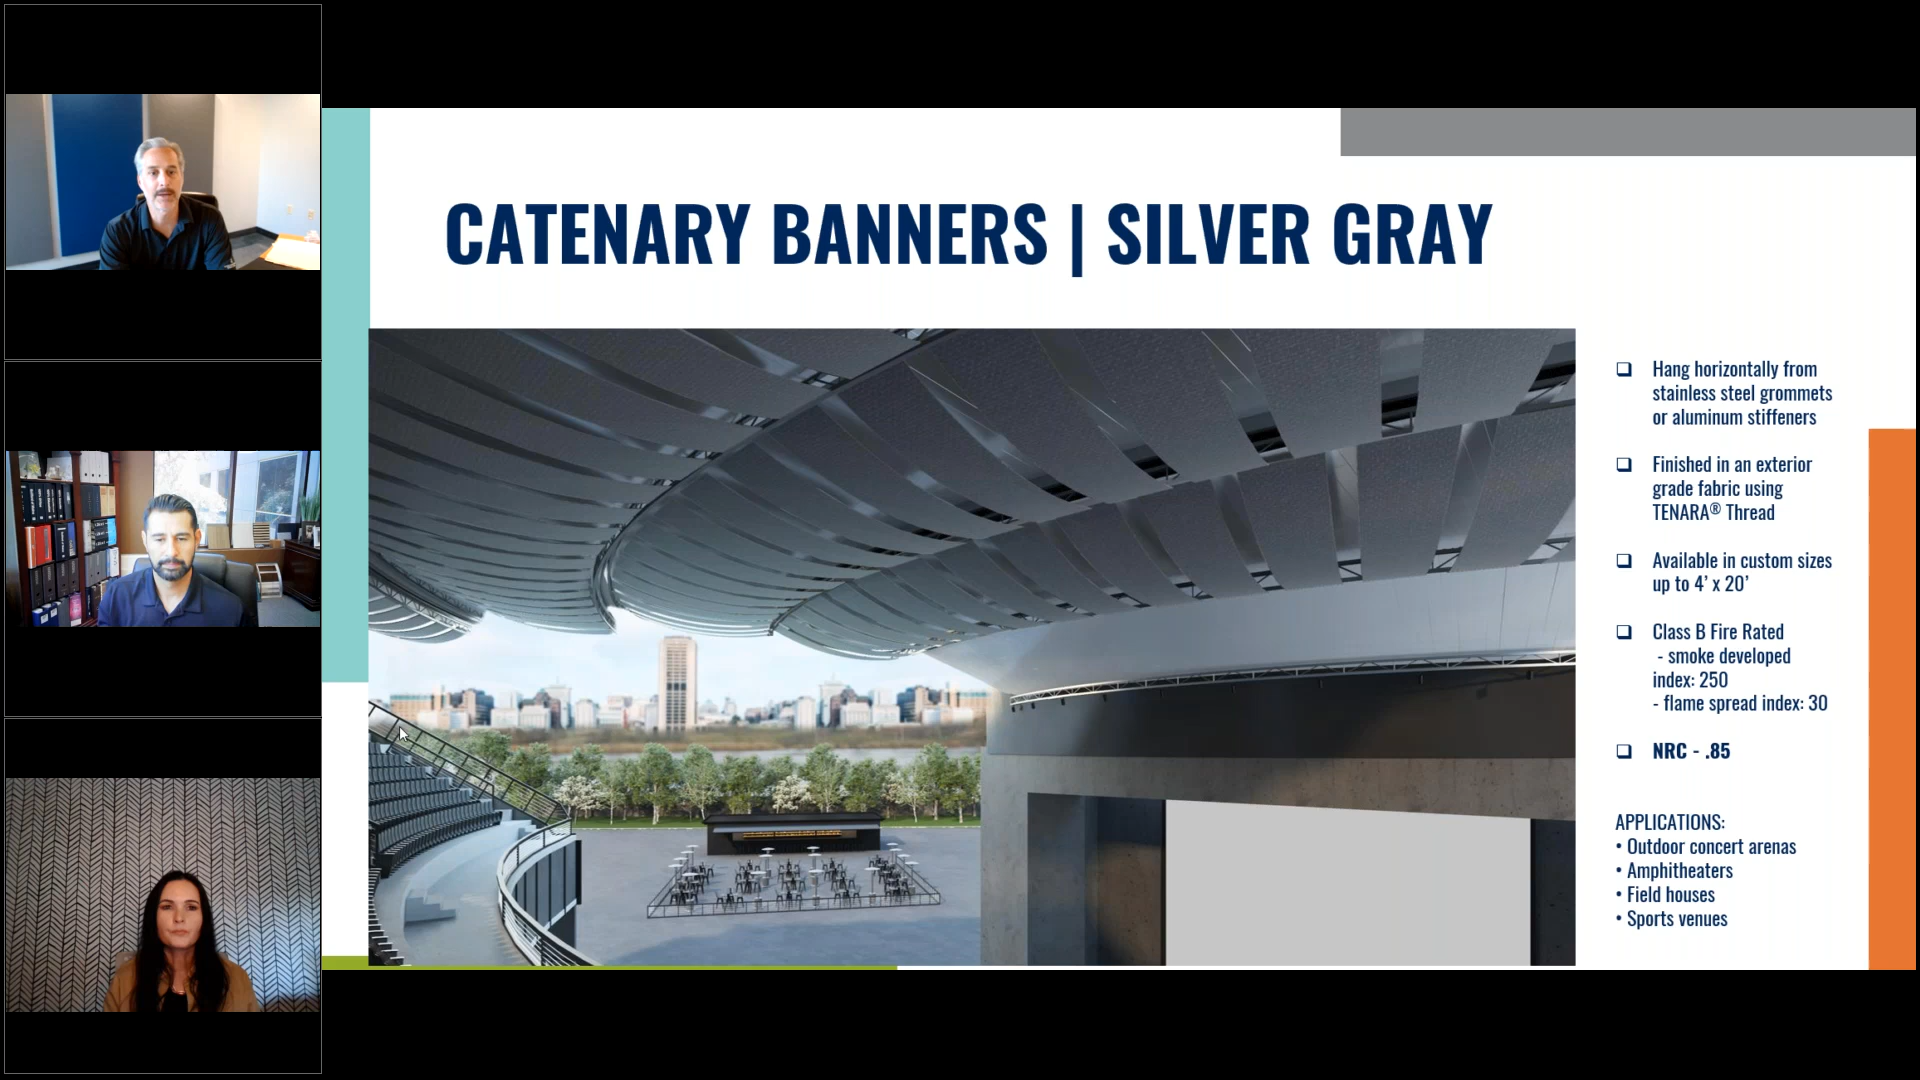 CATENARY BANNERS | SILVER GRAY
❑ Hang horizontally from
stainless steel grommets
or aluminum stiffeners
❑ Finished in an exterior
grade fabric using
TENARA® Thread
❑ Available in custom sizes
up to 4’ x 20’
❑ Class B Fire Rated
- smoke developed
index: 250
- flame spread index: 30
❑ NRC - .85
APPLICATIONS:
• Outdoor concert arenas
• Amphitheaters
• Field houses
• Sports venues